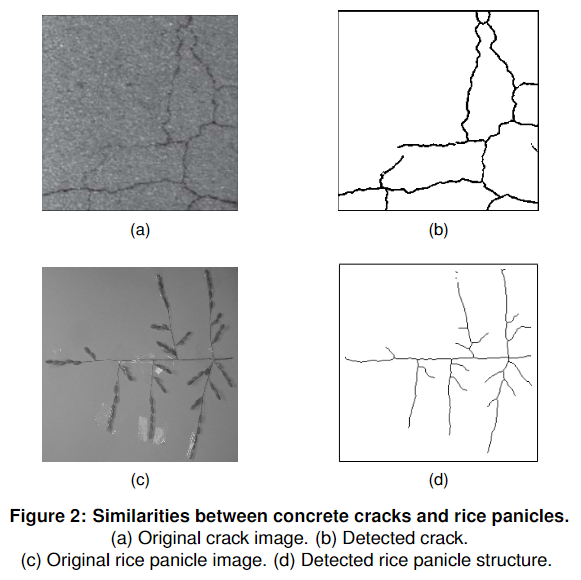 (a)
(b)
(c)
(d)
Figure 2: Similarities between concrete cracks and rice panicles.
(a) Original crack image. (b) Detected crack.
(c) Original rice panicle image. (d) Detected rice panicle structure.